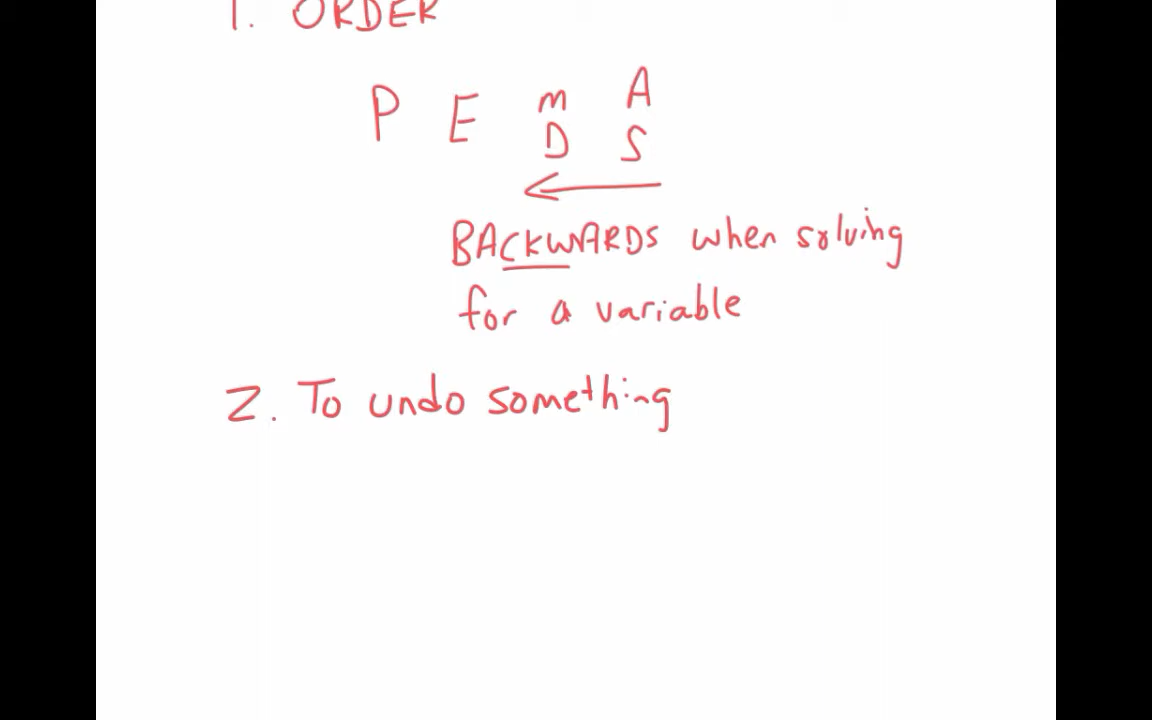 1. ORDER
P E M A
D S
BACKWARDS when solving
for a variable
2. To undo something